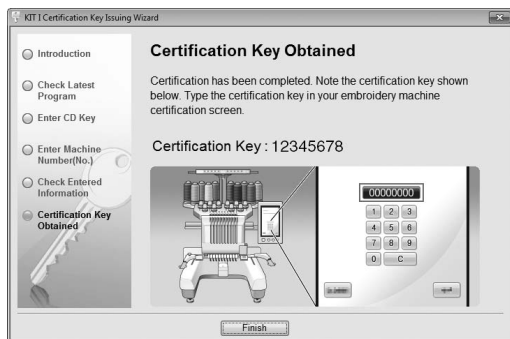 KIT I Certification Key Issuing Wizard
Introduction
Check Latest
Program
Enter CD Key
Enter Machine
Number(No.)
Check Entered
Information
Certification Key
Obtained
Certification Key Obtained
Certification has been completed. Note the certification key shown
below. Type the certification key in your embroidery machine
certification screen.
Certification Key : 12345678
00000000
1 2 3
4 5 6
7 8 9
0 C
Finish